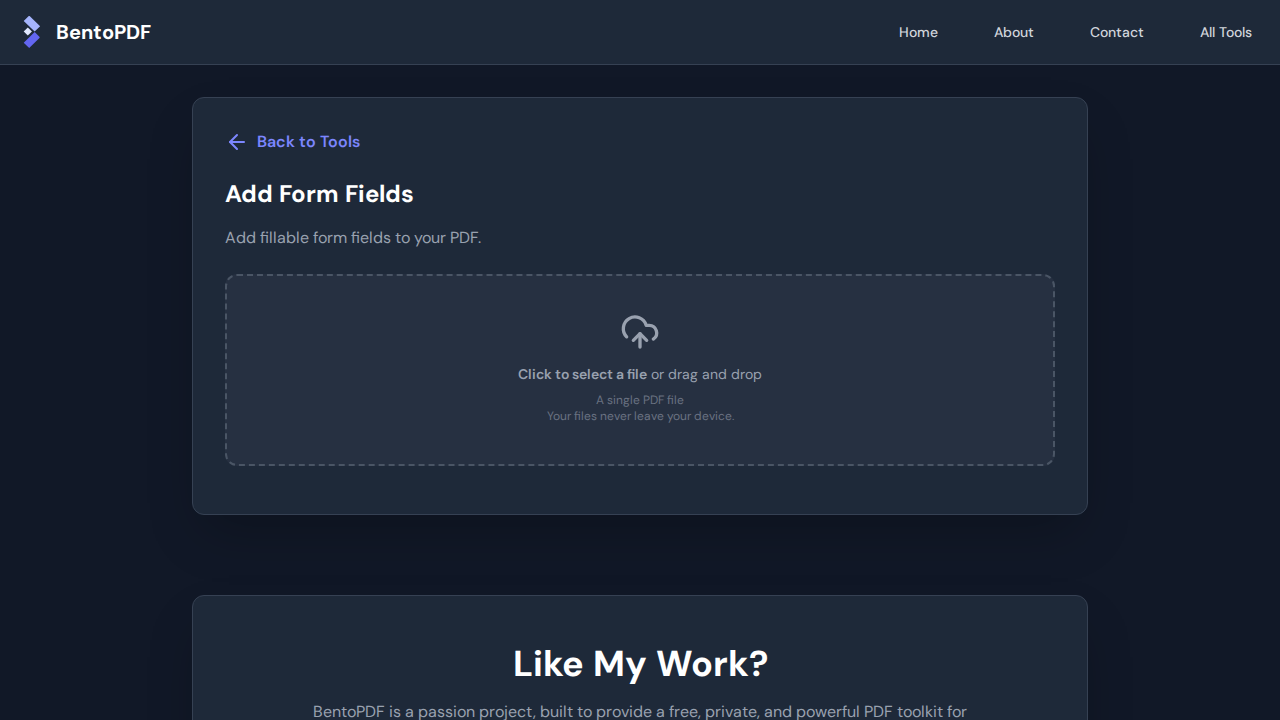 BentoPDF
Home
About
Contact
All Tools
Back to Tools
Add Form Fields
Add fillable form fields to your PDF.
Click to select a file or drag and drop
A single PDF file
Your files never leave your device.
Like My Work?
BentoPDF is a passion project, built to provide a free, private, and powerful PDF toolkit for